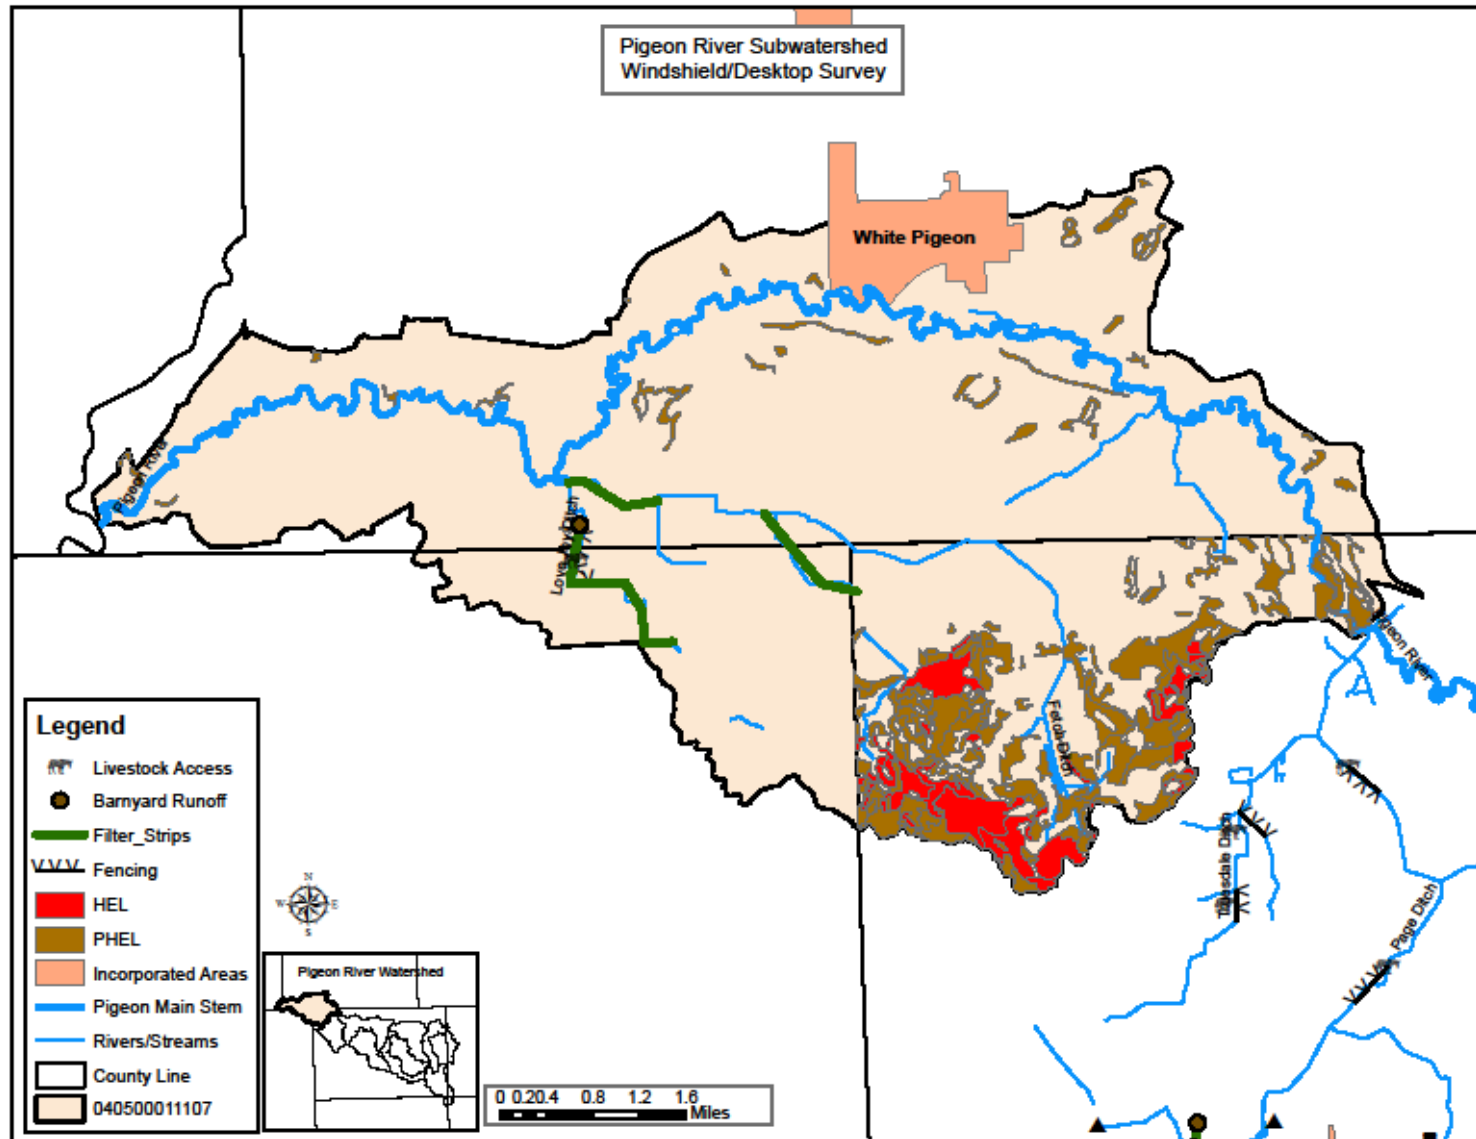 Pigeon River Subwatershed
Windshield/Desktop Survey
White Pigeon
Pigeon River
Pigeon River
Fetch Ditch
Page Ditch
Legend
Livestock Access
Barnyard Runoff
Filter_Strips
Fencing
HEL
PHEL
Incorporated Areas
Pigeon Main Stem
Rivers/Streams
County Line
040500011107
N
W
E
S
Pigeon River Watershed
0 0.20.4 0.8 1.2 1.6
Miles